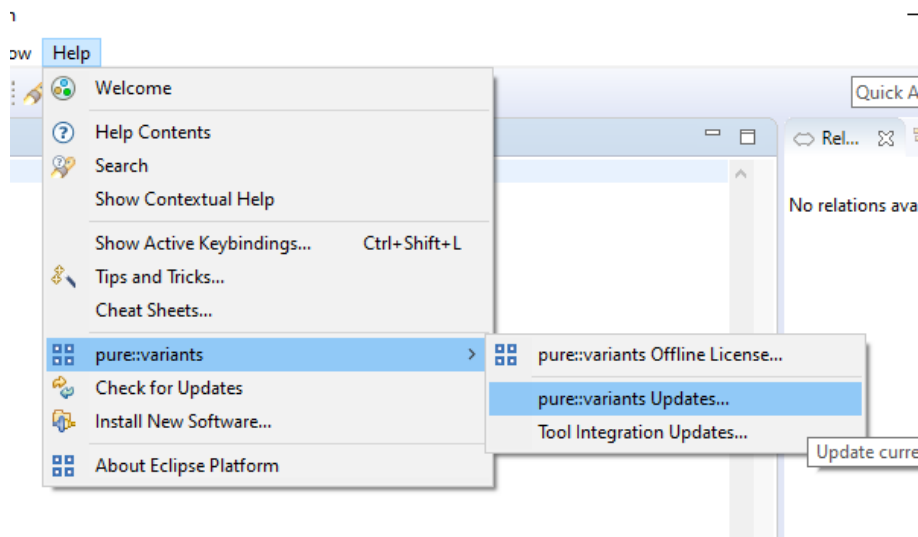 ow Help
Welcome
Quick A
Help Contents
Rel...
Search
Show Contextual Help
No relations ava
Show Active Keybindings... Ctrl+Shift+L
Tips and Tricks...
Cheat Sheets...
pure::variants
pure::variants Offline License...
Check for Updates
pure::variants Updates...
Install New Software...
Tool Integration Updates...
Update curre
About Eclipse Platform